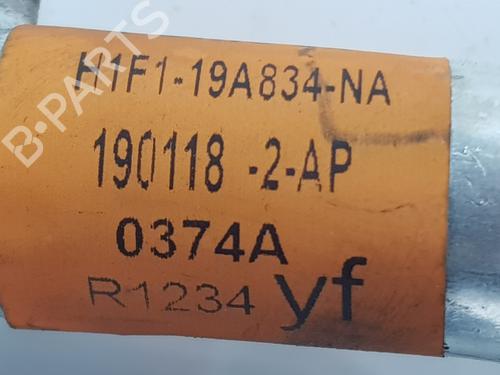 H1F1-19A834-NA
190118 -2-AP
0374A
R1234 yf
B-PARTS